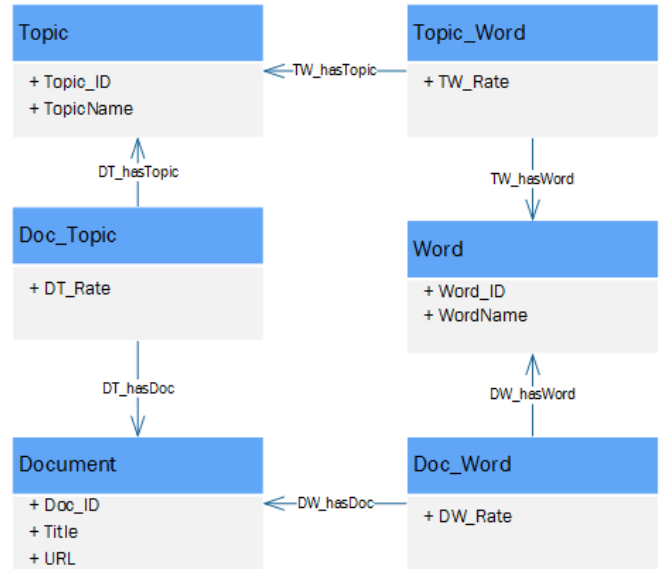 Topic
+ Topic_ID
+ TopicName
TW_hasTopic
Topic_Word
+ TW_Rate
DT_hasTopic
TW_hasWord
Doc_Topic
+ DT_Rate
Word
+ Word_ID
+ WordName
DT_hasDoc
DW_hasWord
Document
+ Doc_ID
+ Title
+ URL
DW_hasDoc
Doc_Word
+ DW_Rate